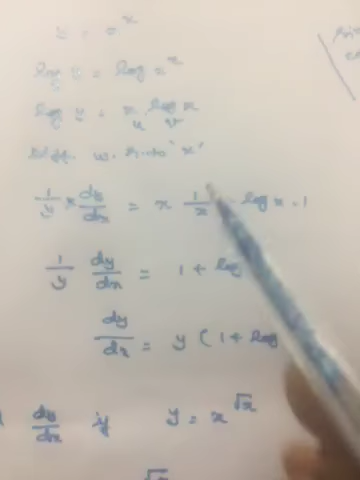 log y = log x^x
log y = x . log x
u v
Diff. w.r. to 'x'
1/y × dy/dx = x 1/x + log x . 1
1/y dy/dx = 1 + log
dy/dx = y ( 1 + log
dy/dx if y = x^√x
√x